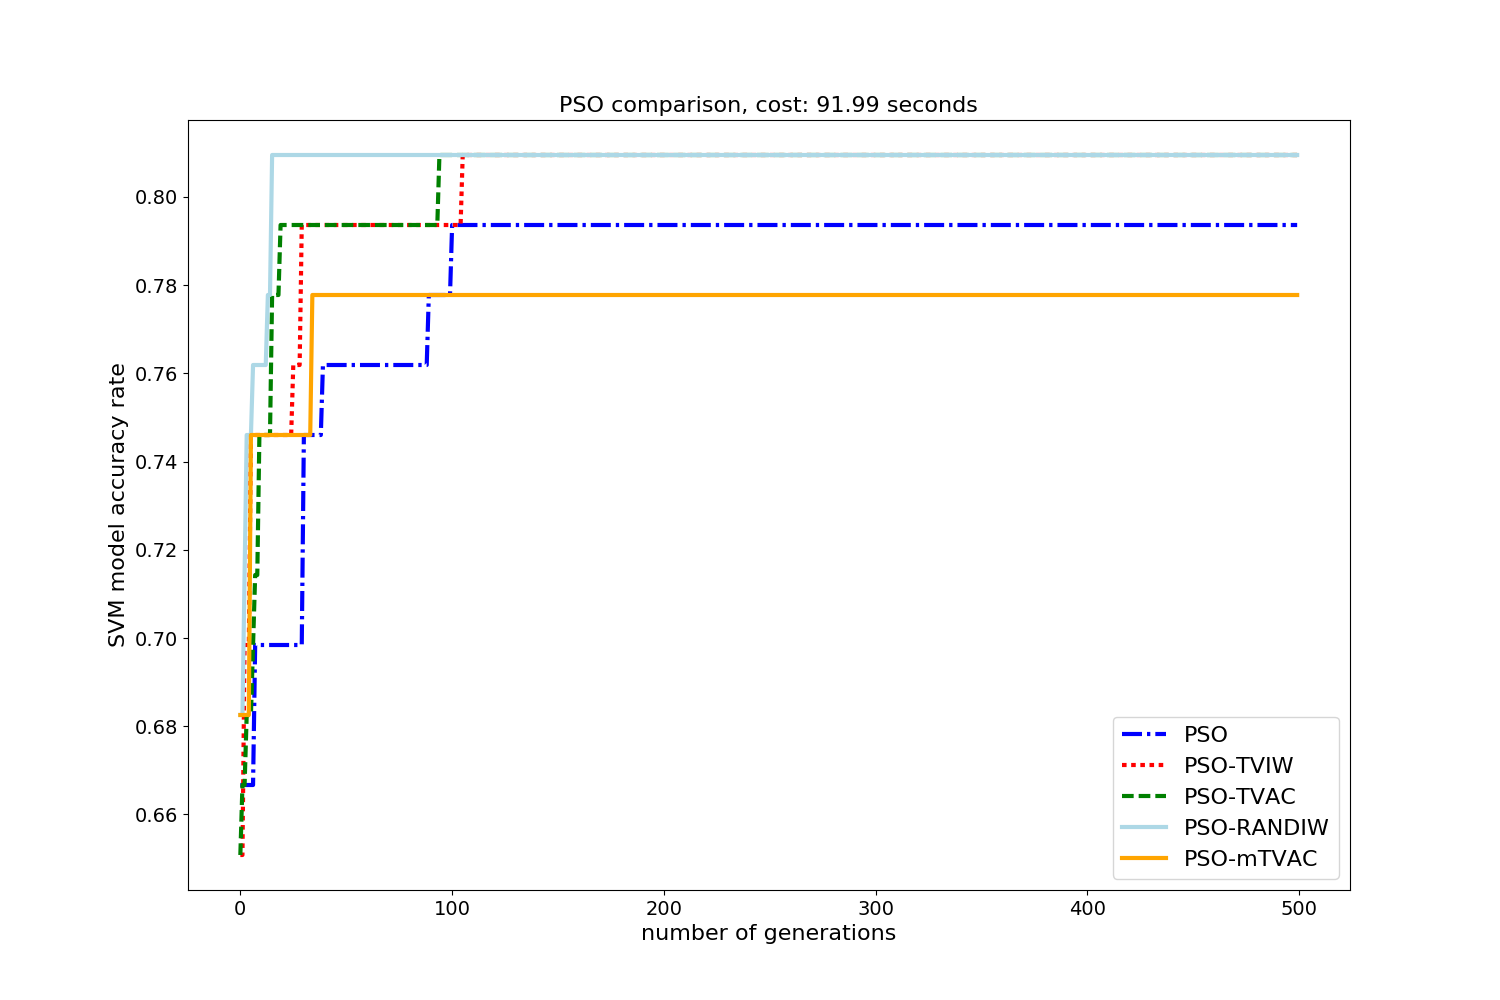 PSO comparison, cost: 91.99 seconds
SVM model accuracy rate
0.80
0.78
0.76
0.74
0.72
0.70
0.68
0.66
0
100
200
300
400
500
number of generations
PSO
PSO-TVIW
PSO-TVAC
PSO-RANDIW
PSO-mTVAC